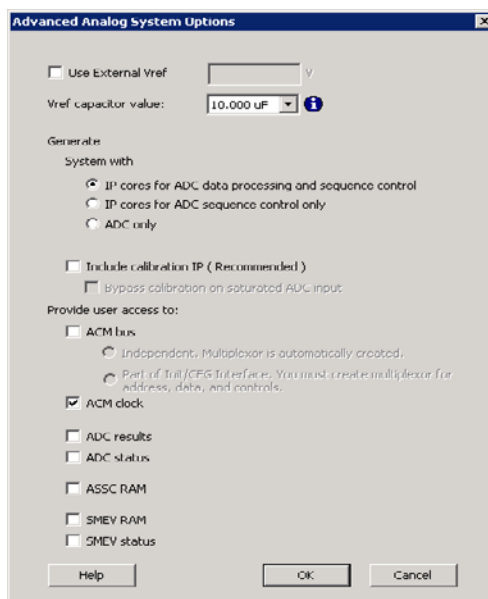 Advanced Analog System Options
Use External Vref V
Vref capacitor value: 10.000 uF
Generate
System with
IP cores for ADC data processing and sequence control
IP cores for ADC sequence control only
ADC only
Include calibration IP ( Recommended )
Bypass calibration on saturated ADC input
Provide user access to:
ACM bus
Independent. Multiplexor is automatically created.
Part of Init/CFG Interface. You must create multiplexor for
address, data, and controls.
ACM clock
ADC results
ADC status
ASSC RAM
SMEV RAM
SMEV status
Help OK Cancel